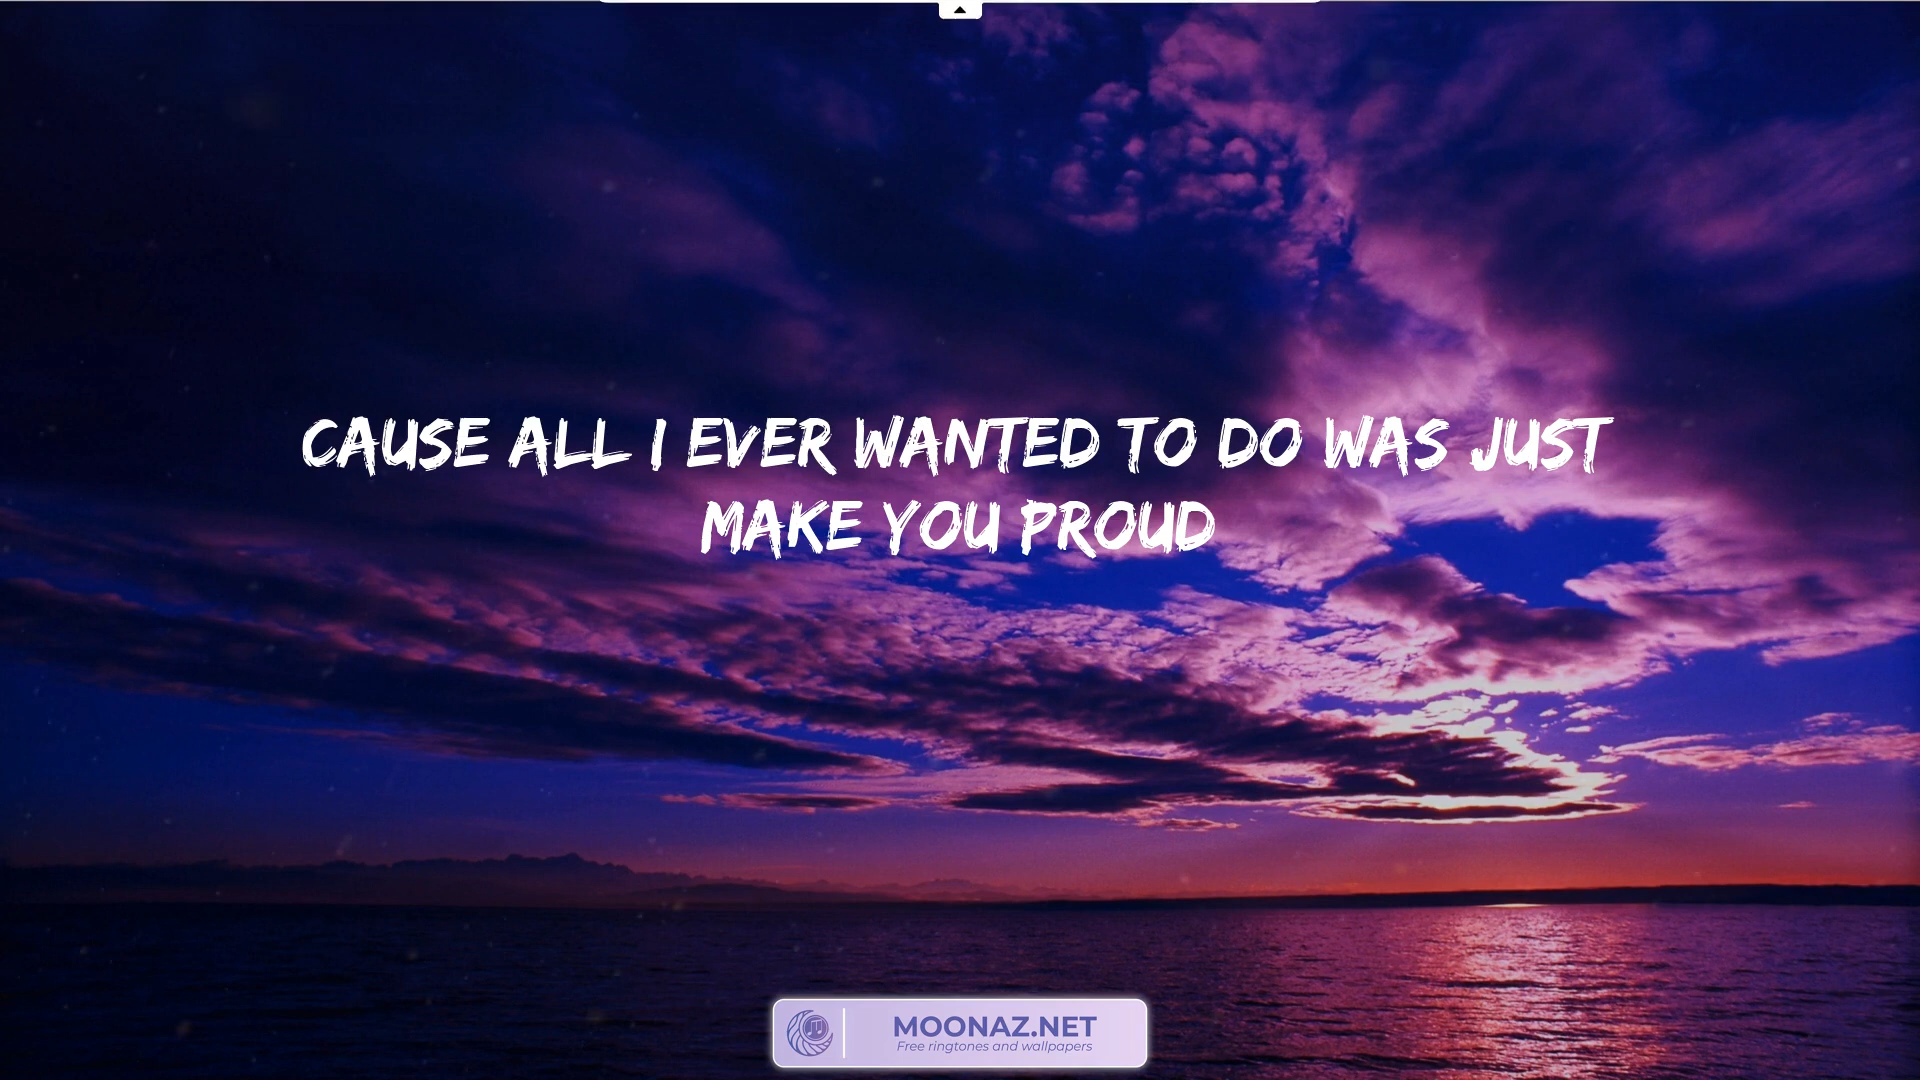 CAUSE ALL I EVER WANTED TO DO WAS JUST
MAKE YOU PROUD
MOONAZ.NET
Free ringtones and wallpapers